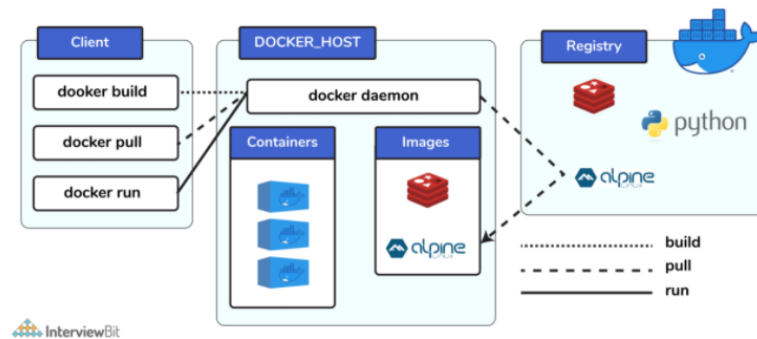 Client
dooker build
docker pull
docker run
DOCKER_HOST
docker daemon
Containers
Images
alpine
Registry
python
alpine
build
pull
run
InterviewBit